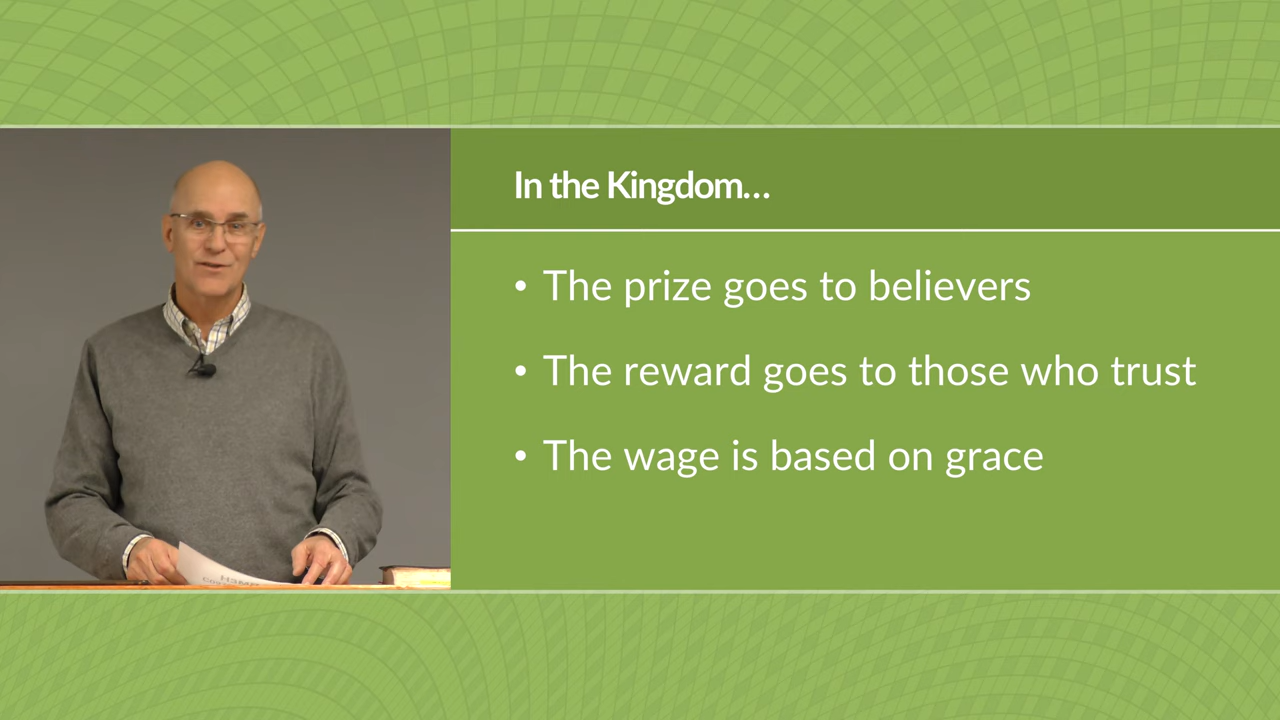 In the Kingdom...
• The prize goes to believers
• The reward goes to those who trust
• The wage is based on grace